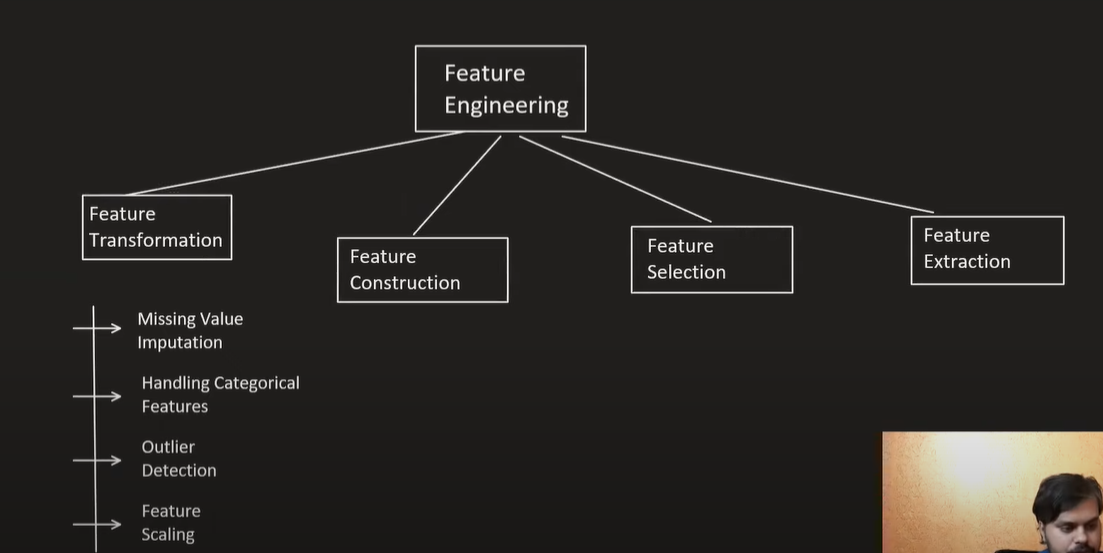 Feature
Engineering
Feature
Transformation
Feature
Construction
Feature
Selection
Feature
Extraction
Missing Value
Imputation
Handling Categorical
Features
Outlier
Detection
Feature
Scaling